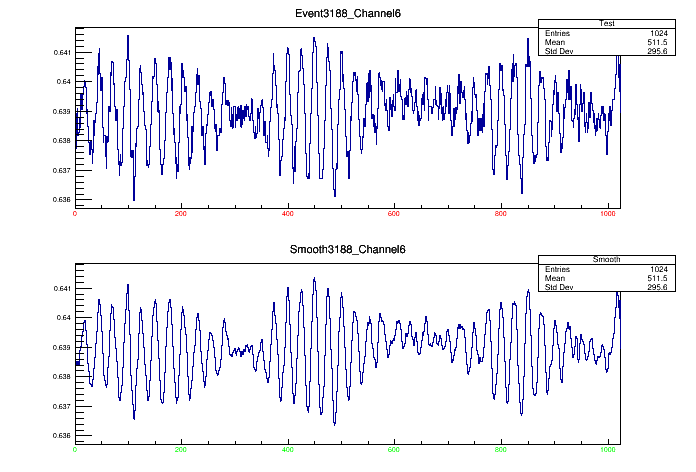 Event3188_Channel6
Test
Entries 1024
Mean 511.5
Std Dev 295.6
0.641
0.64
0.639
0.638
0.637
0.636
0 200 400 600 800 1000
Smooth3188_Channel6
Smooth
Entries 1024
Mean 511.5
Std Dev 295.6
0.641
0.64
0.639
0.638
0.637
0.636
0 200 400 600 800 1000